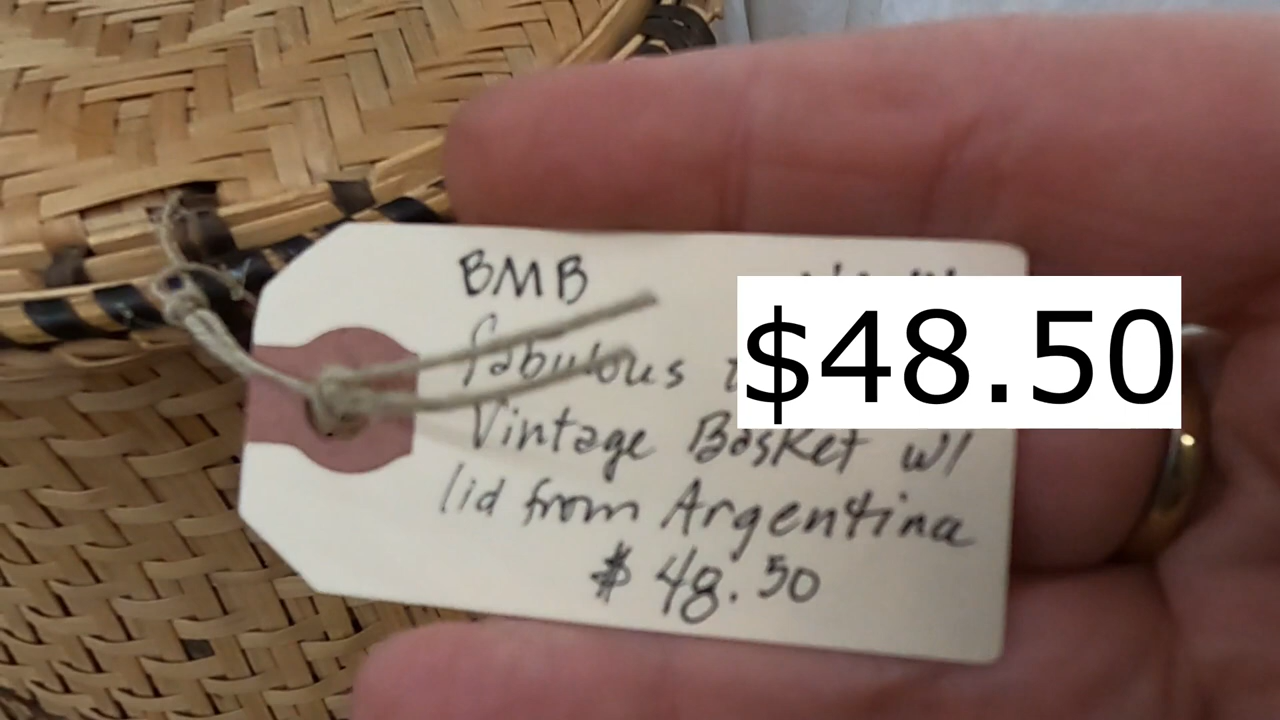 BMB
$48.50
fabulous
Vintage Basket w/
lid from Argentina
$48.50